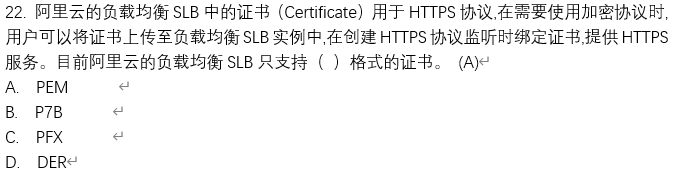 22. 阿里云的负载均衡 SLB 中的证书（Certificate）用于 HTTPS 协议,在需要使用加密协议时,
用户可以将证书上传至负载均衡 SLB 实例中,在创建 HTTPS 协议监听时绑定证书,提供 HTTPS
服务。目前阿里云的负载均衡 SLB 只支持（ ）格式的证书。 (A)↵
A. PEM ↵
B. P7B ↵
C. PFX ↵
D. DER↵